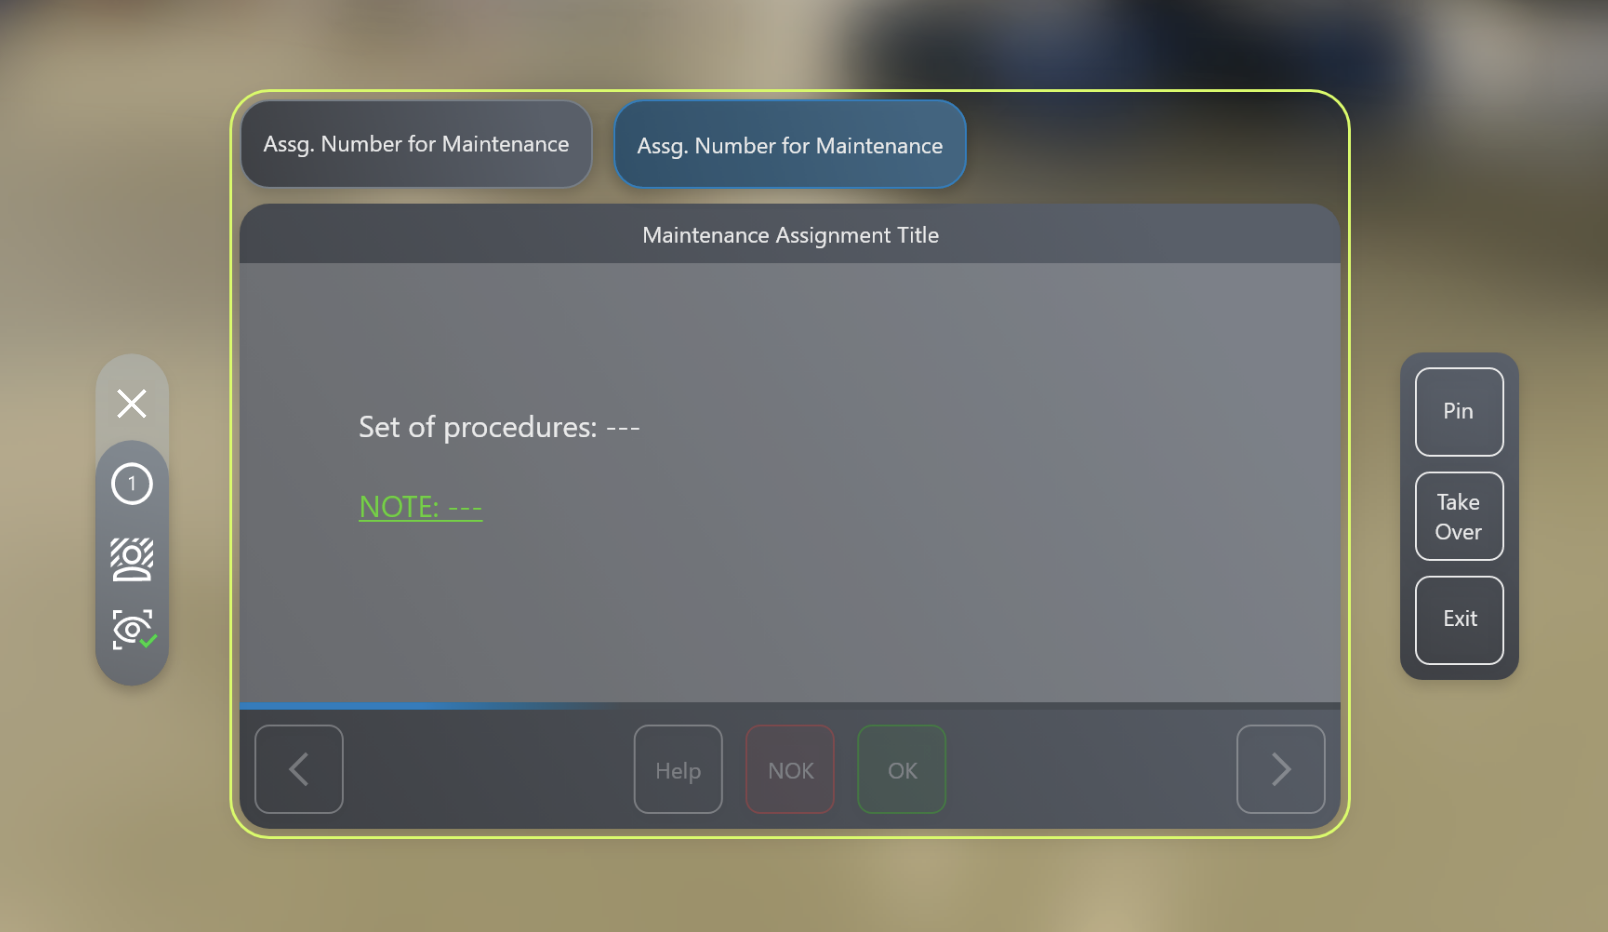 Assg. Number for Maintenance
Assg. Number for Maintenance
Maintenance Assignment Title
Set of procedures: ---
NOTE: ---
1
Pin
Take
Over
Exit
Help
NOK
OK